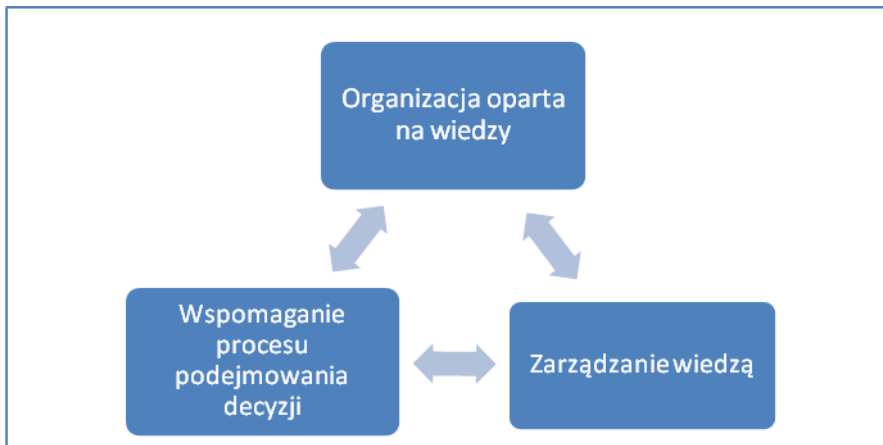 Organizacja oparta
na wiedzy
Wspomaganie
procesu
podejmowania
decyzji
Zarządzanie wiedzą